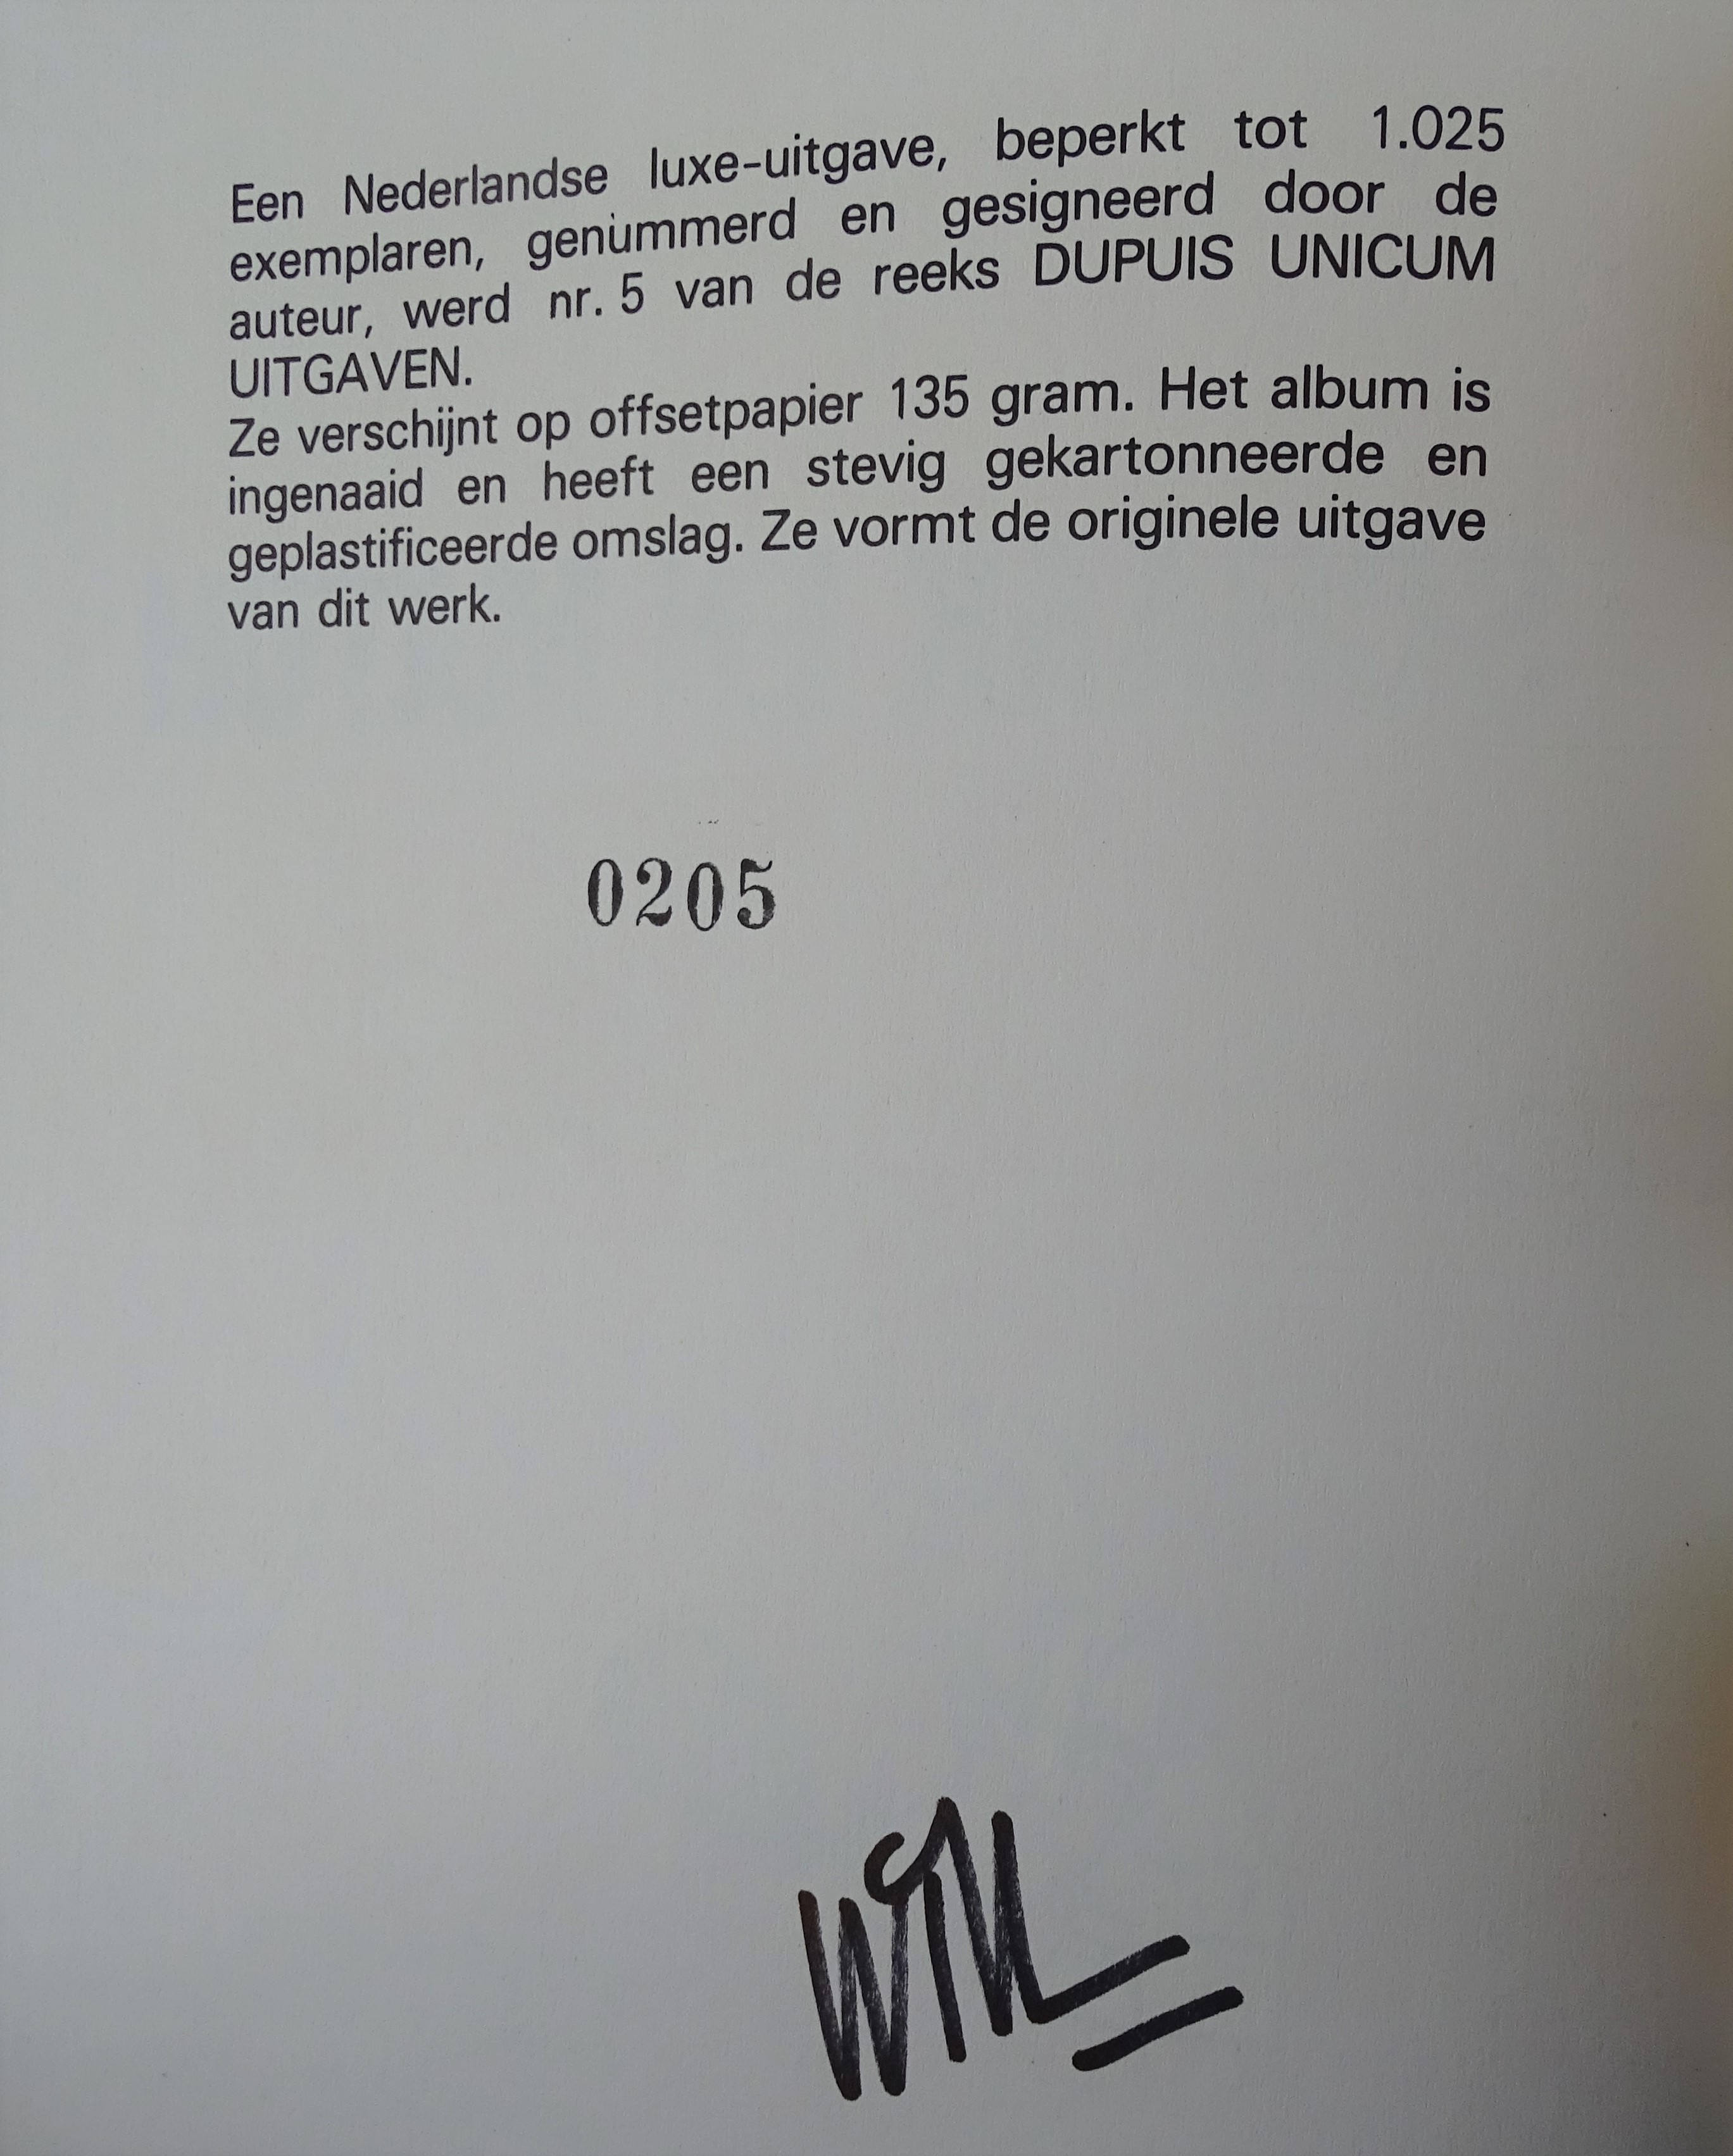 Een Nederlandse luxe-uitgave, beperkt tot 1.025
exemplaren, genummerd en gesigneerd door de
auteur, werd nr. 5 van de reeks DUPUIS UNICUM
UITGAVEN.
Ze verschijnt op offsetpapier 135 gram. Het album is
ingenaaid en heeft een stevig gekartonneerde en
geplastificeerde omslag. Ze vormt de originele uitgave
van dit werk.
0205
Will